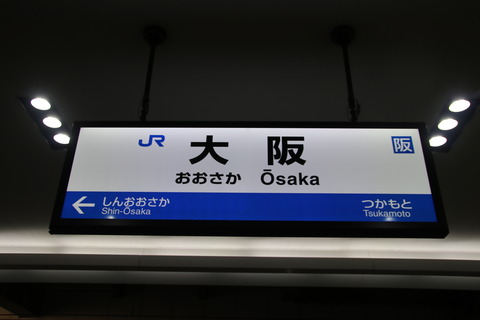 JR 大阪 阪
おおさか Ōsaka
しんおおさか つかもと
Shin-Ōsaka Tsukamoto